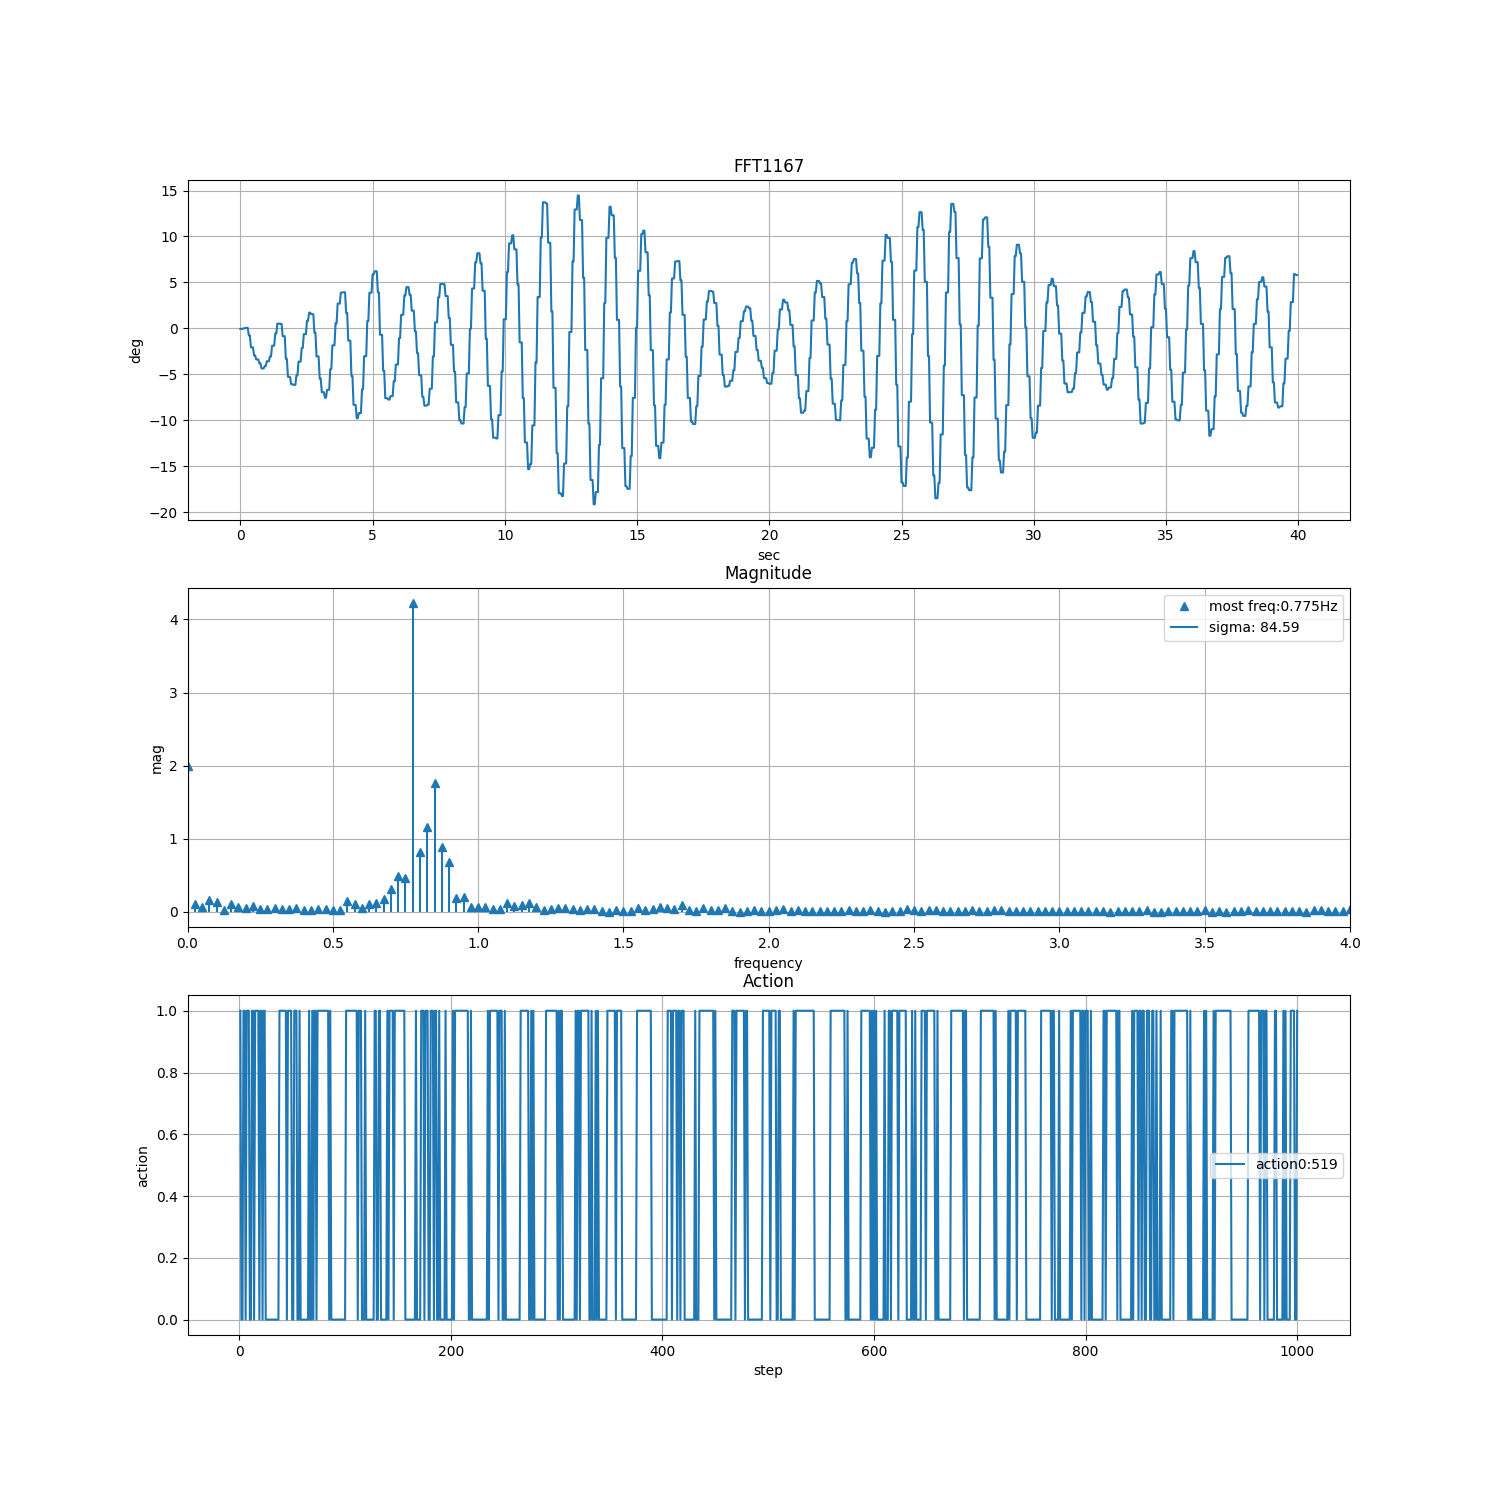 FFT1167
15
10
5
0
−5
−10
−15
−20
deg
0 5 10 15 20 25 30 35 40
sec
Magnitude
4
3
2
1
0
mag
most freq:0.775Hz
sigma: 84.59
0.0 0.5 1.0 1.5 2.0 2.5 3.0 3.5 4.0
frequency
Action
1.0
0.8
0.6
0.4
0.2
0.0
action
action0:519
0 200 400 600 800 1000
step